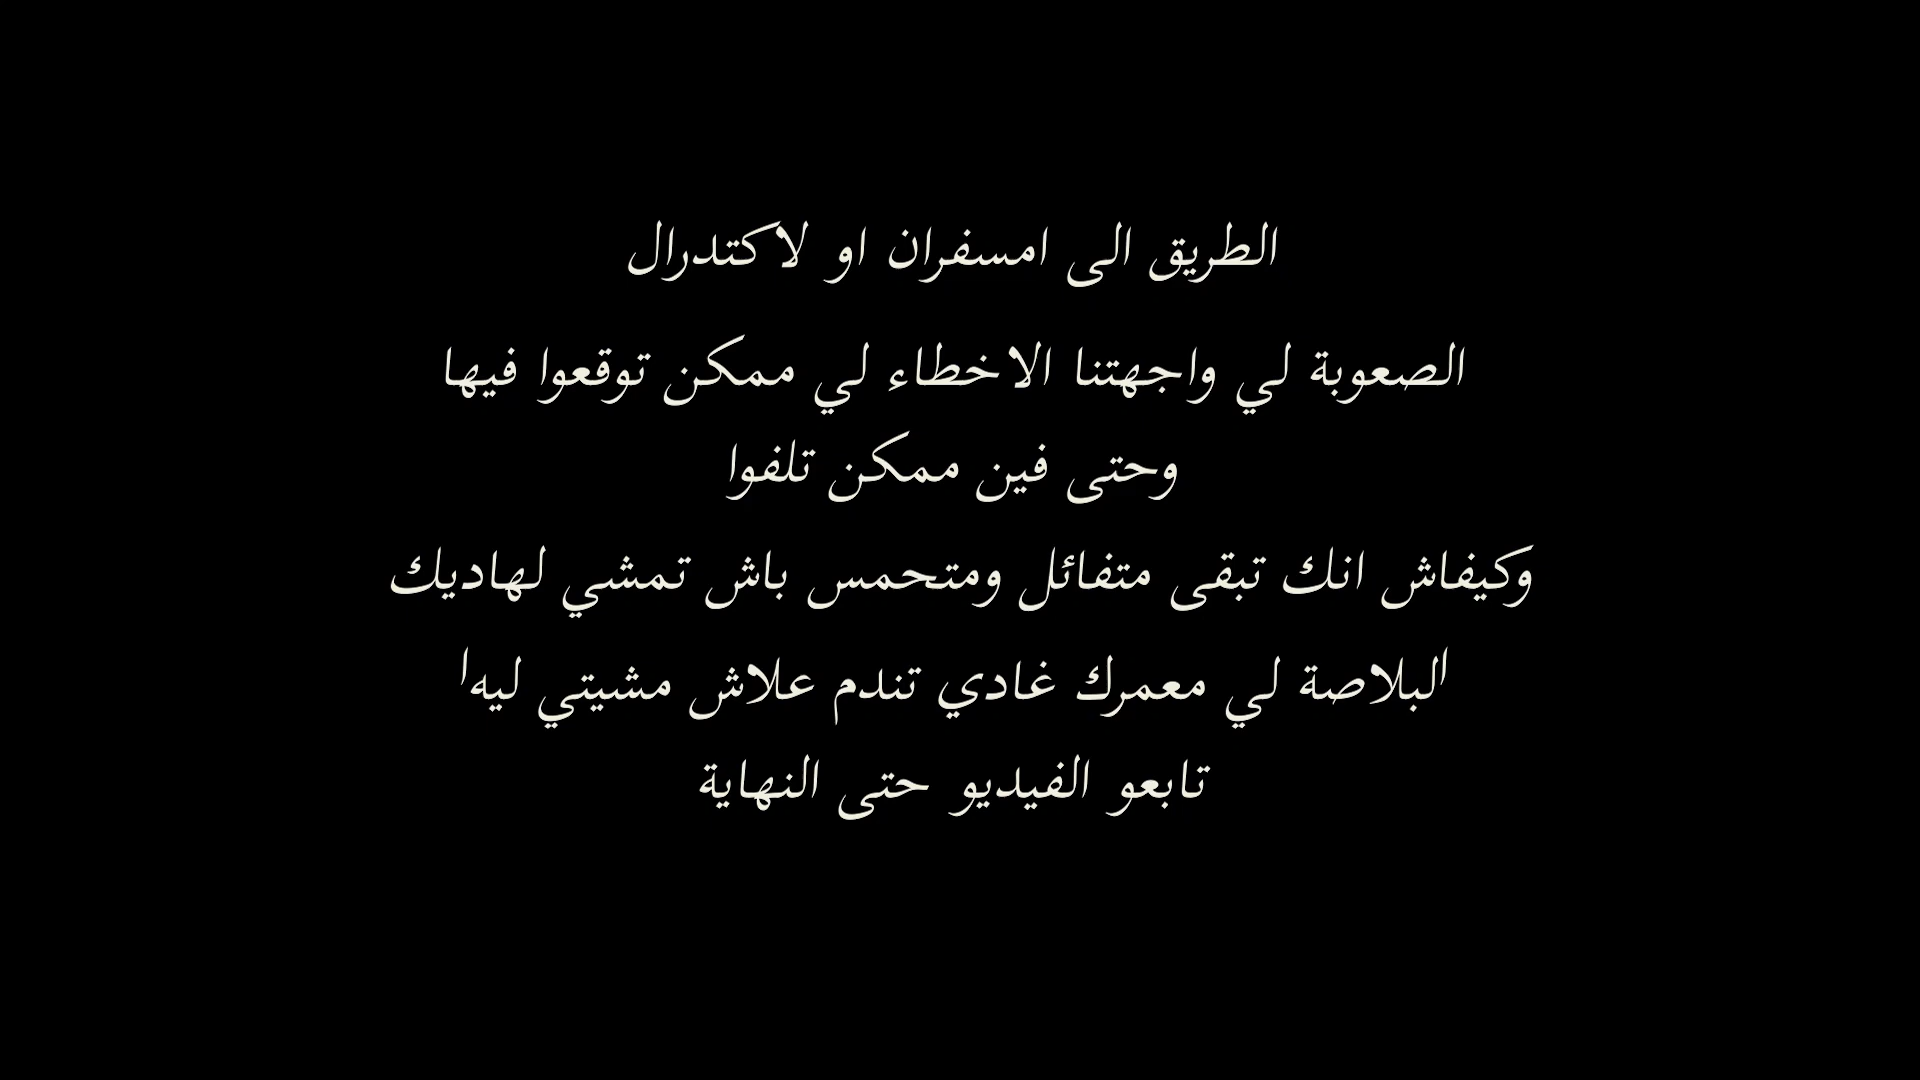 الطريق الى امسفران او لاكتدرال
الصعوبة لي واجهتنا الاخطاء لي ممكن توقعوا فيها
وحتى فين ممكن تلفوا
وكيفاش انك تبقى متفائل ومتحمس باش تمشي لهاديك
البلاصة لي معمرك غادي تندم علاش مشيتي ليها
تابعو الفيديو حتى النهاية